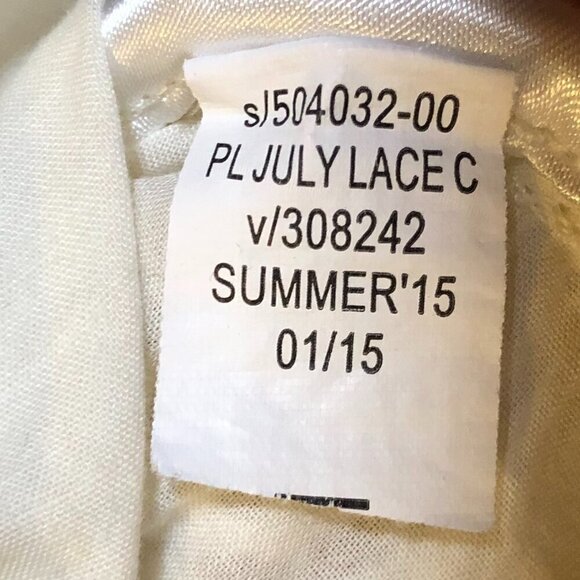 s/504032-00
PL JULY LACE C
v/308242
SUMMER'15
01/15